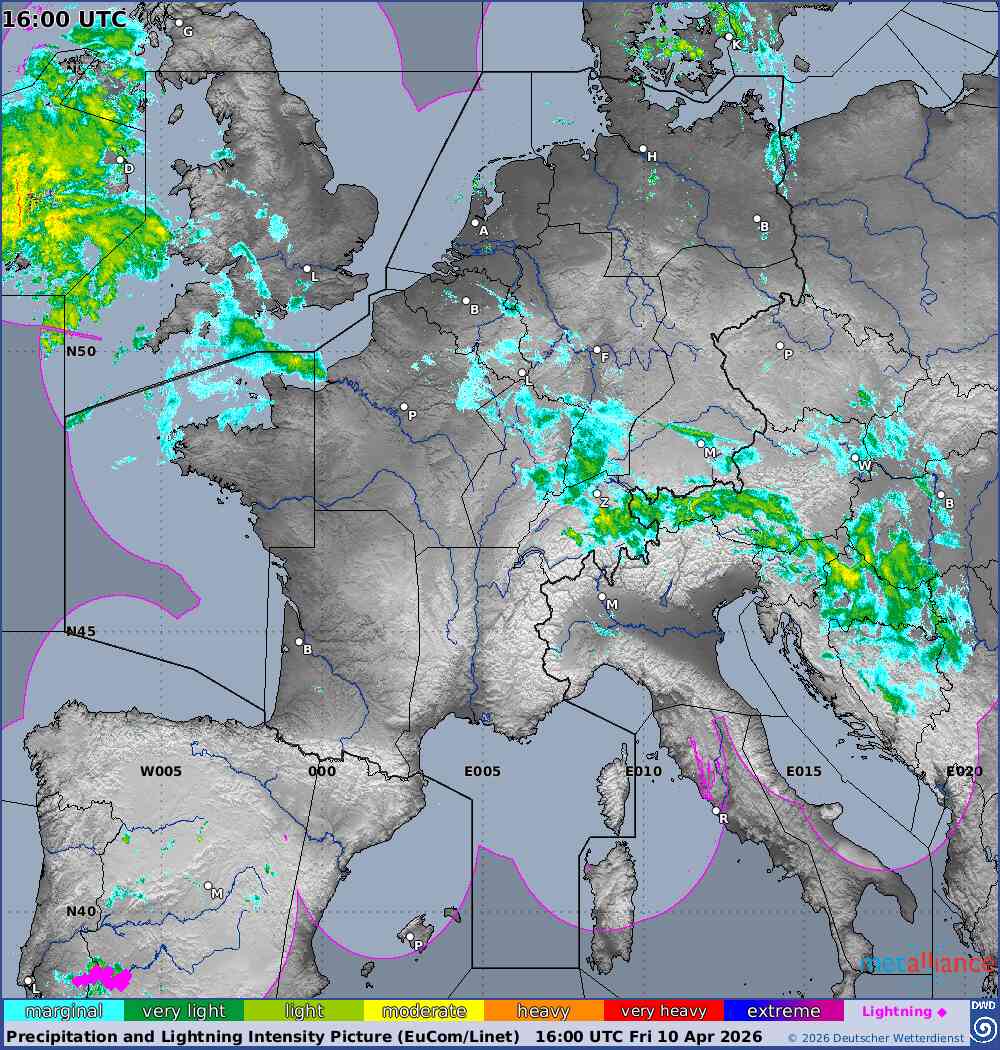 16:00 UTC
G
K
D
H
A
B
L
B
N50
F
P
L
P
M
W
Z
B
M
N45
B
W005
000
E005
E010
E015
E020
R
M
N40
P
L
metalliance
marginal very light light moderate heavy very heavy extreme Lightning ◆
DWD
Precipitation and Lightning Intensity Picture (EuCom/Linet) 16:00 UTC Fri 10 Apr 2026 © 2026 Deutscher Wetterdienst